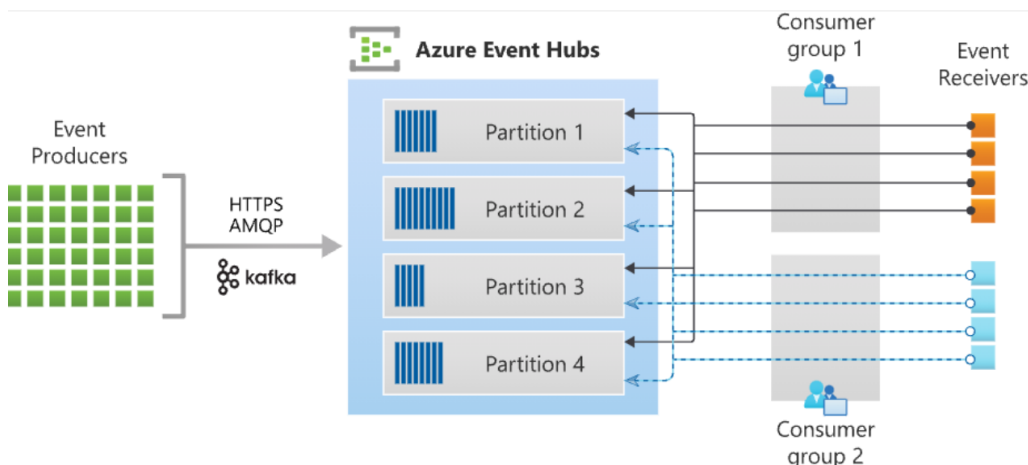 Azure Event Hubs
Event
Producers
HTTPS
AMQP
kafka
Partition 1
Partition 2
Partition 3
Partition 4
Consumer
group 1
Event
Receivers
Consumer
group 2